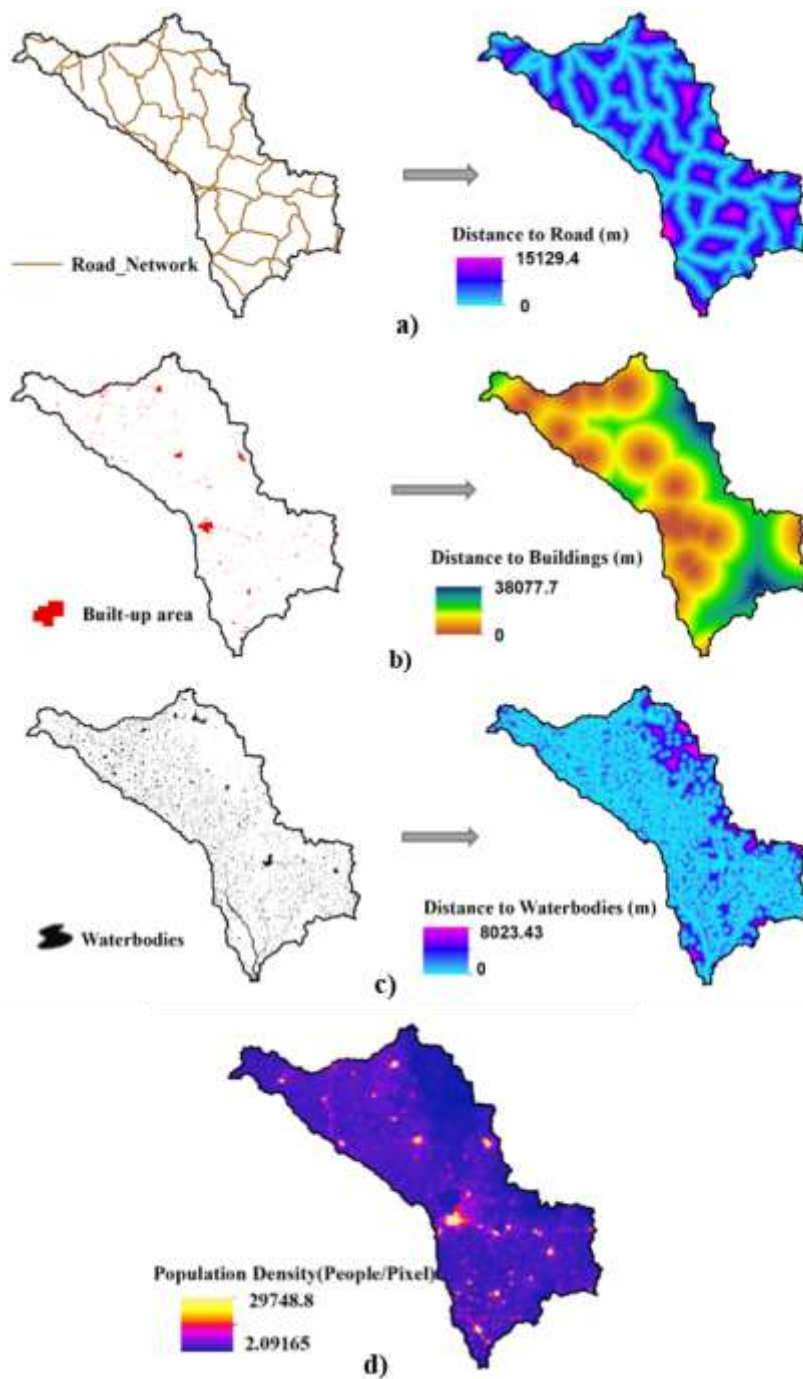 Road_Network
Distance to Road (m)
15129.4
0
a)
Built-up area
Distance to Buildings (m)
38077.7
0
b)
Waterbodies
Distance to Waterbodies (m)
8023.43
0
c)
Population Density(People/Pixel)
29748.8
2.09165
d)